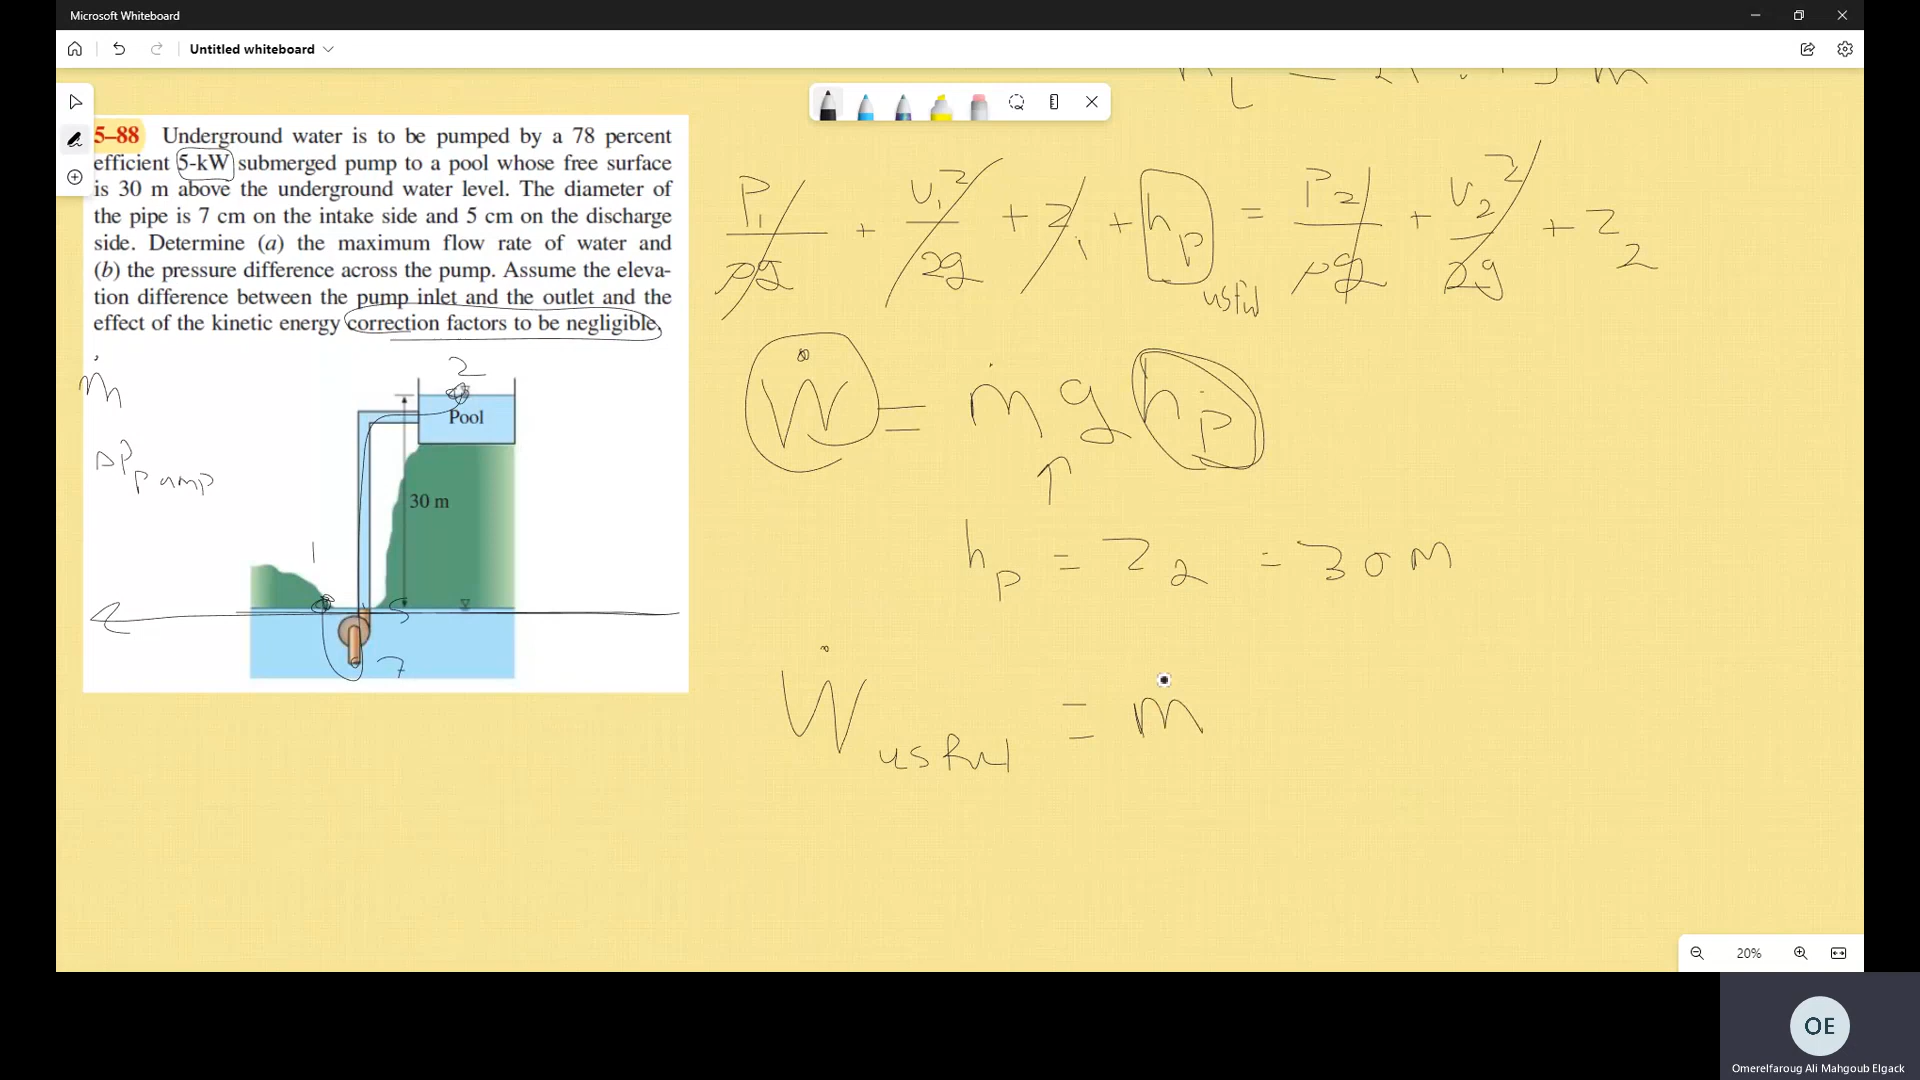 Microsoft Whiteboard
Untitled whiteboard
h_L = m
5–88 Underground water is to be pumped by a 78 percent
efficient 5-kW submerged pump to a pool whose free surface
is 30 m above the underground water level. The diameter of
the pipe is 7 cm on the intake side and 5 cm on the discharge
side. Determine (a) the maximum flow rate of water and
(b) the pressure difference across the pump. Assume the eleva-
tion difference between the pump inlet and the outlet and the
effect of the kinetic energy correction factors to be negligible.
ṁ
ΔP pump
2
Pool
30 m
1
5
7
P₁/ρg + v₁²/2g + z₁ + hp = P₂/ρg + v₂²/2g + z₂
Ẇ = ṁ g hp
hp = z₂ = 30 m
Ẇ = ṁ
20%
OE
Omerelfaroug Ali Mahgoub Elgack